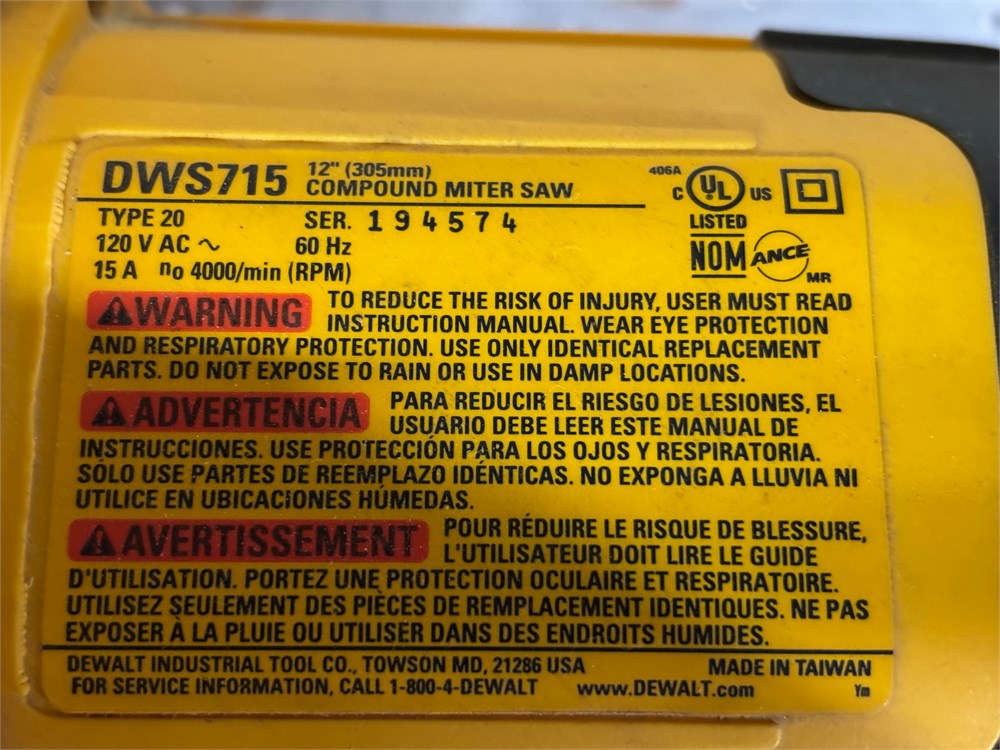 DWS715 12" (305mm)
COMPOUND MITER SAW
406A
C UL US
LISTED
TYPE 20 SER. 194574
120 V AC ~ 60 Hz
15 A no 4000/min (RPM)
NOM ANCE
MR
WARNING TO REDUCE THE RISK OF INJURY, USER MUST READ
INSTRUCTION MANUAL. WEAR EYE PROTECTION
AND RESPIRATORY PROTECTION. USE ONLY IDENTICAL REPLACEMENT
PARTS. DO NOT EXPOSE TO RAIN OR USE IN DAMP LOCATIONS.
ADVERTENCIA PARA REDUCIR EL RIESGO DE LESIONES, EL
USUARIO DEBE LEER ESTE MANUAL DE
INSTRUCCIONES. USE PROTECCIÓN PARA LOS OJOS Y RESPIRATORIA.
SÓLO USE PARTES DE REEMPLAZO IDÉNTICAS. NO EXPONGA A LLUVIA NI
UTILICE EN UBICACIONES HÚMEDAS.
AVERTISSEMENT POUR RÉDUIRE LE RISQUE DE BLESSURE,
L'UTILISATEUR DOIT LIRE LE GUIDE
D'UTILISATION. PORTEZ UNE PROTECTION OCULAIRE ET RESPIRATOIRE.
UTILISEZ SEULEMENT DES PIÈCES DE REMPLACEMENT IDENTIQUES. NE PAS
EXPOSER À LA PLUIE OU UTILISER DANS DES ENDROITS HUMIDES.
DEWALT INDUSTRIAL TOOL CO., TOWSON MD, 21286 USA MADE IN TAIWAN
FOR SERVICE INFORMATION, CALL 1-800-4-DEWALT www.DEWALT.com Ym